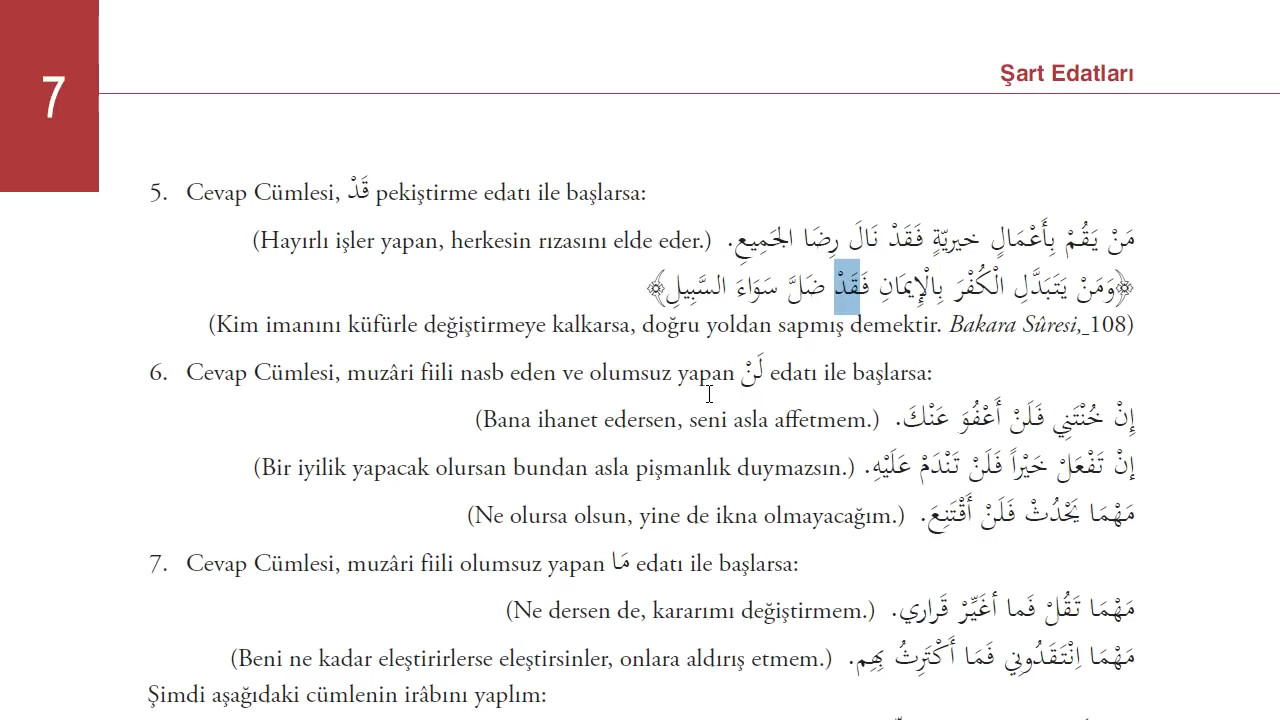 7
Şart Edatları
5. Cevap Cümlesi, قَدْ pekiştirme edatı ile başlarsa:
مَنْ يَقُمْ بِأَعْمَالٍ خيريّةٍ فَقَدْ نَالَ رِضَا الجَمِيعِ. (Hayırlı işler yapan, herkesin rızasını elde eder.)
﴿وَمَنْ يَتَبَدَّلِ الْكُفْرَ بِالْإِيمَانِ فَقَدْ ضَلَّ سَوَاءَ السَّبِيلِ﴾
(Kim imanını küfürle değiştirmeye kalkarsa, doğru yoldan sapmış demektir. Bakara Sûresi, 108)
6. Cevap Cümlesi, muzâri fiili nasb eden ve olumsuz yapan لَنْ edatı ile başlarsa:
إِنْ خُنْتَنِي فَلَنْ أَعْفُوَ عَنْكَ. (Bana ihanet edersen, seni asla affetmem.)
إنْ تَفْعَلْ خَيْراً فَلَنْ تَنْدَمْ عَلَيْهِ. (Bir iyilik yapacak olursan bundan asla pişmanlık duymazsın.)
مَهْمَا يَحْدُثْ فَلَنْ أَقْتَنِعَ. (Ne olursa olsun, yine de ikna olmayacağım.)
7. Cevap Cümlesi, muzâri fiili olumsuz yapan مَا edatı ile başlarsa:
مَهْمَا تَقُلْ فَما أغَيِّرْ قَراري. (Ne dersen de, kararımı değiştirmem.)
مَهْمَا اِنْتَقَدُونِي فَمَا أَكْتَرِثُ بِهِم. (Beni ne kadar eleştirirlerse eleştirsinler, onlara aldırış etmem.)
Şimdi aşağıdaki cümlenin irâbını yaplım: